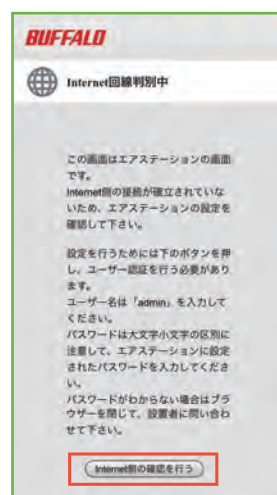 BUFFALO
Internet回線判別中
この画面はエアステーションの画面
です。
Internet側の接続が確立されていな
いため、エアステーションの設定を
確認して下さい。
設定を行うためには下のボタンを押
し、ユーザー認証を行う必要があり
ます。
ユーザー名は「admin」を入力して
ください。
パスワードは大文字小文字の区別に
注意して、エアステーションに設定
されたパスワードを入力してくださ
い。
パスワードがわからない場合はブラ
ウザーを閉じて、設置者に問い合わ
せて下さい。
Internet側の確認を行う